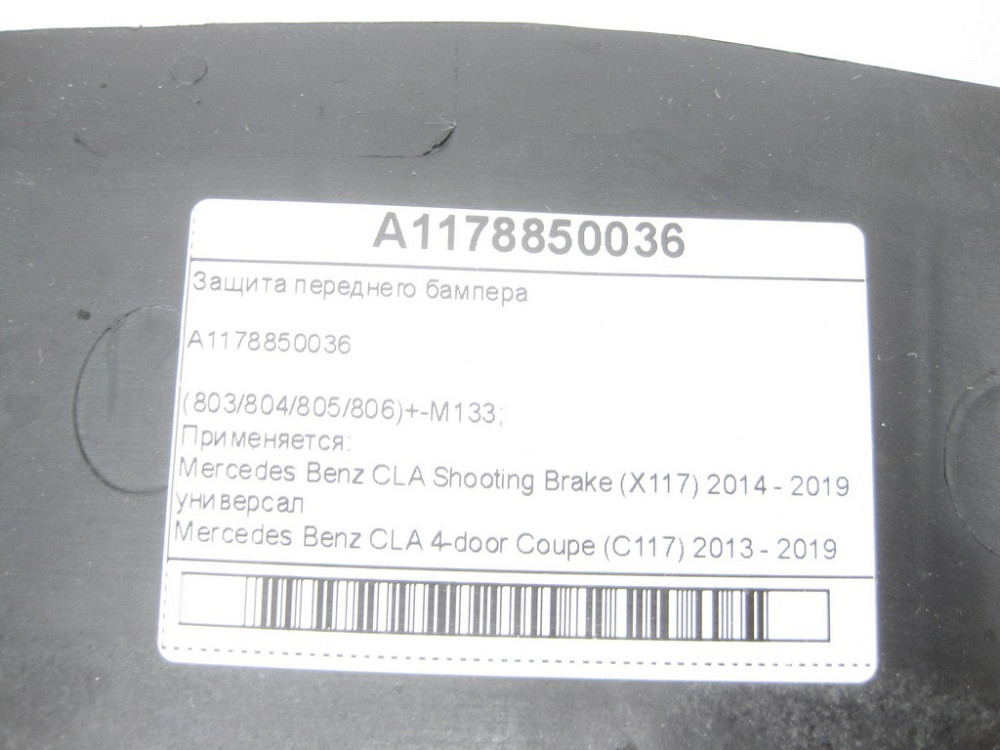 A1178850036
Защита переднего бампера
A1178850036
(803/804/805/806)+-M133;
Применяется:
Mercedes Benz CLA Shooting Brake (X117) 2014 - 2019
универсал
Mercedes Benz CLA 4-door Coupe (C117) 2013 - 2019